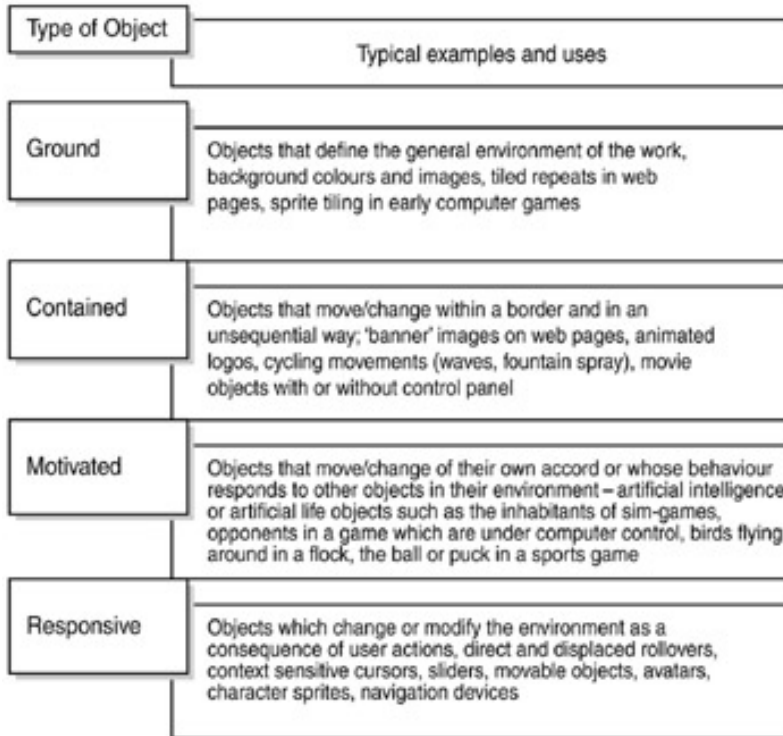 Type of Object
Typical examples and uses
Ground
Objects that define the general environment of the work,
background colours and images, tiled repeats in web
pages, sprite tiling in early computer games
Contained
Objects that move/change within a border and in an
unsequential way; 'banner' images on web pages, animated
logos, cycling movements (waves, fountain spray), movie
objects with or without control panel
Motivated
Objects that move/change of their own accord or whose behaviour
responds to other objects in their environment – artificial intelligence
or artificial life objects such as the inhabitants of sim-games,
opponents in a game which are under computer control, birds flying
around in a flock, the ball or puck in a sports game
Responsive
Objects which change or modify the environment as a
consequence of user actions, direct and displaced rollovers,
context sensitive cursors, sliders, movable objects, avatars,
character sprites, navigation devices